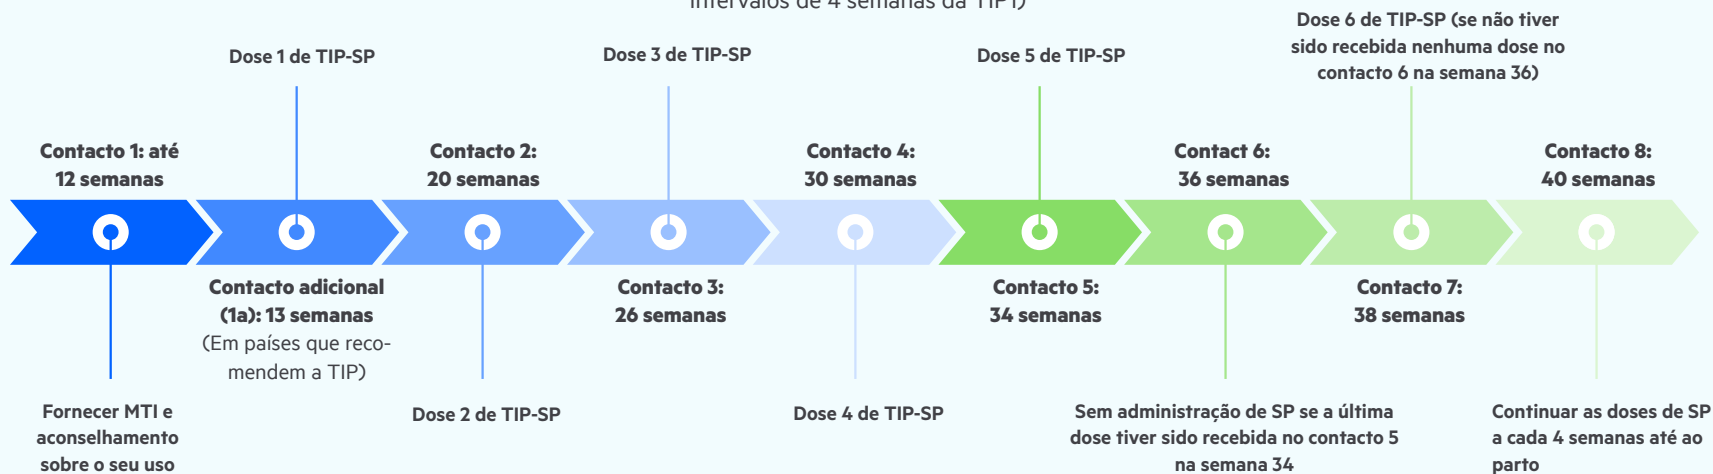 intervalos de 4 semanas da TIPT)
Dose 1 de TIP-SP
Dose 3 de TIP-SP
Dose 5 de TIP-SP
Dose 6 de TIP-SP (se não tiver
sido recebida nenhuma dose no
contacto 6 na semana 36)
Contacto 1: até
12 semanas
Contacto 2:
20 semanas
Contacto 4:
30 semanas
Contact 6:
36 semanas
Contacto 8:
40 semanas
Contacto adicional
(1a): 13 semanas
(Em países que reco-
mendem a TIP)
Contacto 3:
26 semanas
Contacto 5:
34 semanas
Contacto 7:
38 semanas
Fornecer MTI e
aconselhamento
sobre o seu uso
Dose 2 de TIP-SP
Dose 4 de TIP-SP
Sem administração de SP se a última
dose tiver sido recebida no contacto 5
na semana 34
Continuar as doses de SP
a cada 4 semanas até ao
parto